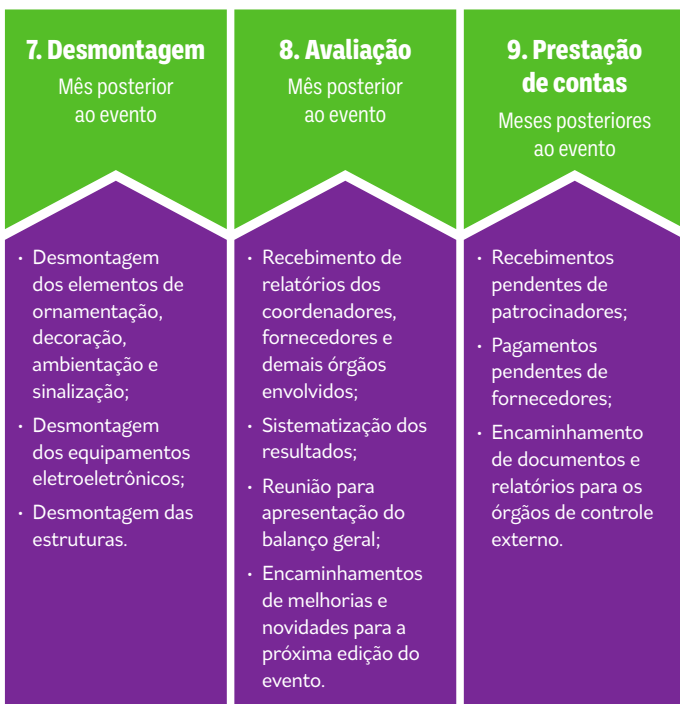 7. Desmontagem
Mês posterior
ao evento
· Desmontagem
dos elementos de
ornamentação,
decoração,
ambientação e
sinalização;
· Desmontagem
dos equipamentos
eletroeletrônicos;
· Desmontagem das
estruturas.
8. Avaliação
Mês posterior
ao evento
· Recebimento de
relatórios dos
coordenadores,
fornecedores e
demais órgãos
envolvidos;
· Sistematização dos
resultados;
· Reunião para
apresentação do
balanço geral;
· Encaminhamentos
de melhorias e
novidades para a
próxima edição do
evento.
9. Prestação
de contas
Meses posteriores
ao evento
· Recebimentos
pendentes de
patrocinadores;
· Pagamentos
pendentes de
fornecedores;
· Encaminhamento
de documentos e
relatórios para os
órgãos de controle
externo.